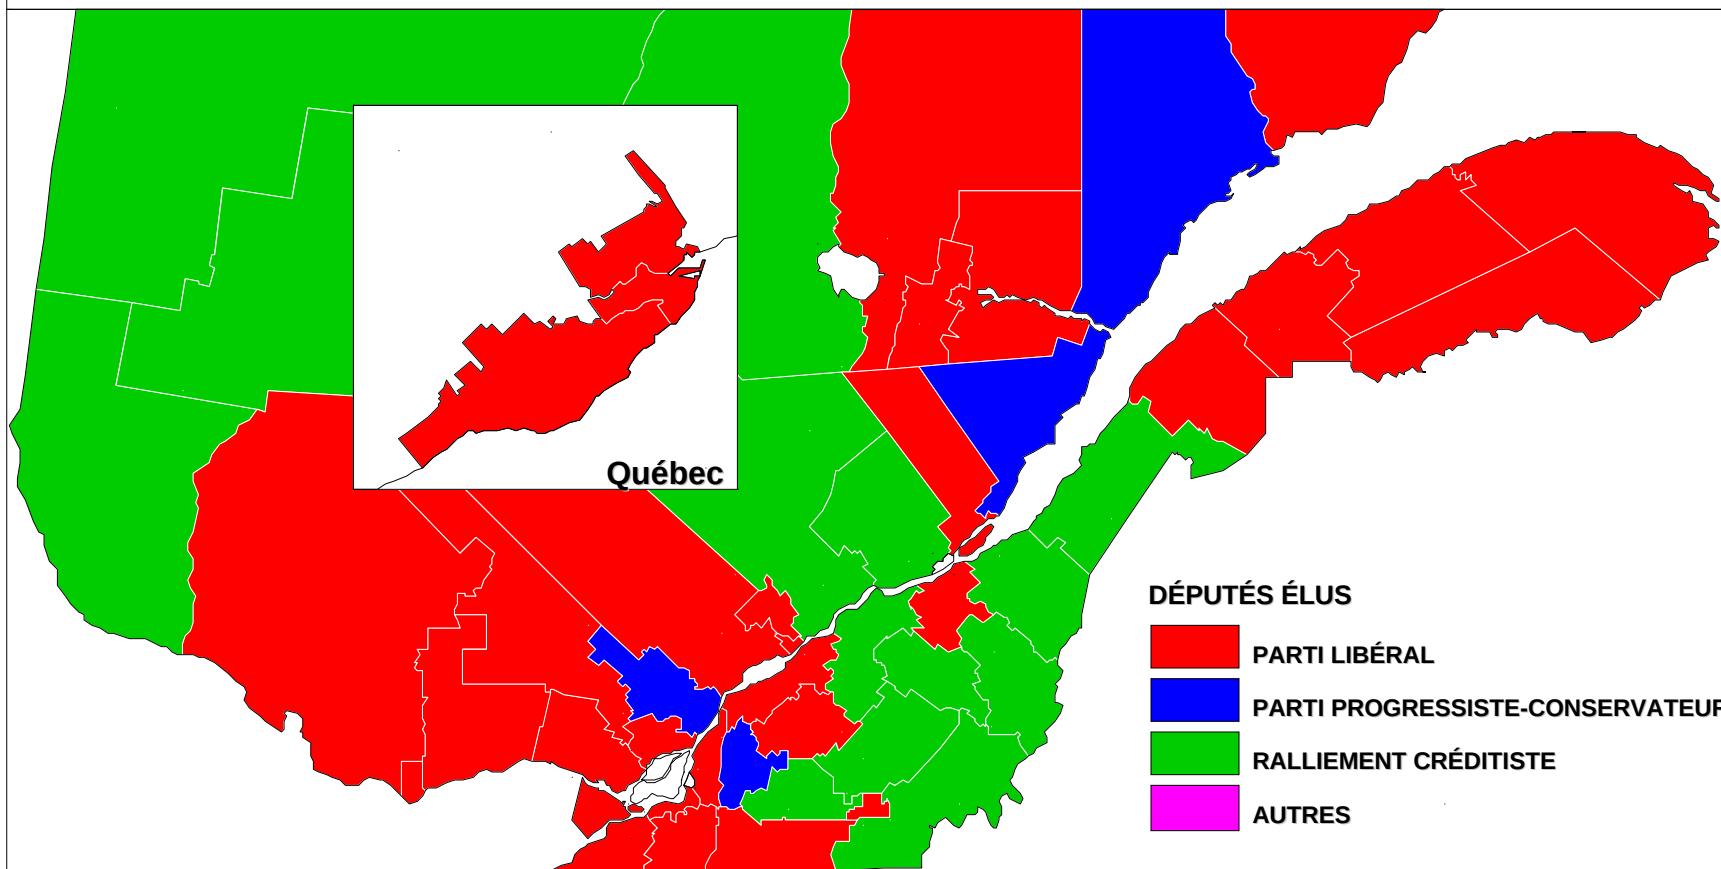 Québec
DÉPUTÉS ÉLUS
PARTI LIBÉRAL
PARTI PROGRESSISTE-CONSERVATEUR
RALLIEMENT CRÉDITISTE
AUTRES